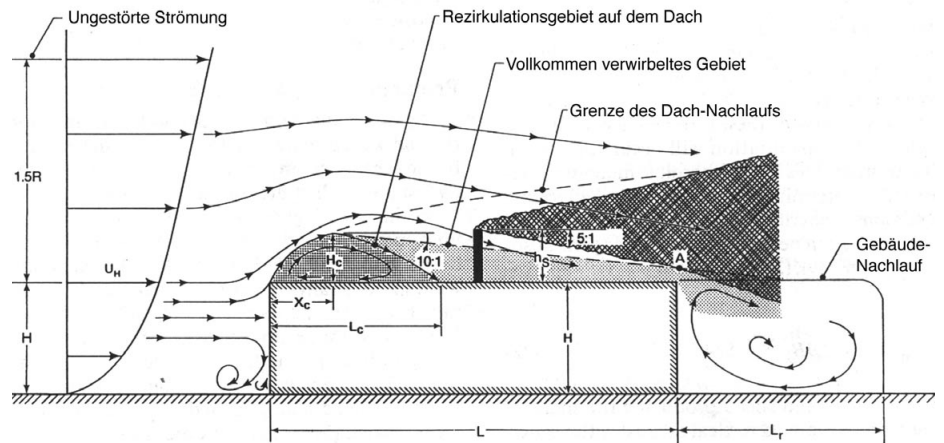 Ungestörte Strömung
Rezirkulationsgebiet auf dem Dach
Vollkommen verwirbeltes Gebiet
Grenze des Dach-Nachlaufs
1.5R
5:1
A
Gebäude-
Nachlauf
U_H
H_c
10:1
h_s
X_c
L_c
H
H
L
L_r